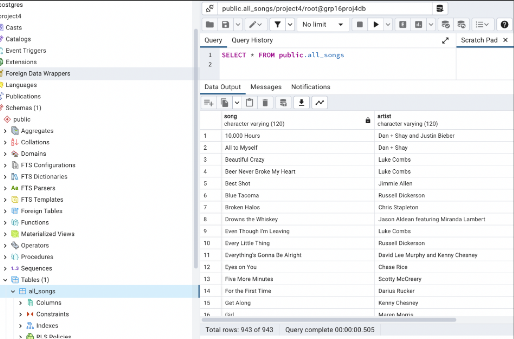 postgres
project4
Casts
Catalogs
Event Triggers
Extensions
Foreign Data Wrappers
Languages
Publications
Schemas (1)
public
Aggregates
Collations
Domains
FTS Configurations
FTS Dictionaries
FTS Parsers
FTS Templates
Foreign Tables
Functions
Materialized Views
Operators
Procedures
Sequences
Tables (1)
all_songs
Columns
Constraints
Indexes
RLS Policies
public.all_songs/project4/root@grp16proj4db
No limit
Query Query History Scratch Pad
1 SELECT * FROM public.all_songs
2
Data Output Messages Notifications
song artist
character varying (120) character varying (120)
1 10,000 Hours Dan + Shay and Justin Bieber
2 All to Myself Dan + Shay
3 Beautiful Crazy Luke Combs
4 Beer Never Broke My Heart Luke Combs
5 Best Shot Jimmie Allen
6 Blue Tacoma Russell Dickerson
7 Broken Halos Chris Stapleton
8 Drowns the Whiskey Jason Aldean featuring Miranda Lambert
9 Even Though I'm Leaving Luke Combs
10 Every Little Thing Russell Dickerson
11 Everything's Gonna Be Alright David Lee Murphy and Kenny Chesney
12 Eyes on You Chase Rice
13 Five More Minutes Scotty McCreery
14 For the First Time Darius Rucker
15 Get Along Kenny Chesney
16 Girl Maren Morris
Total rows: 943 of 943 Query complete 00:00:00.505